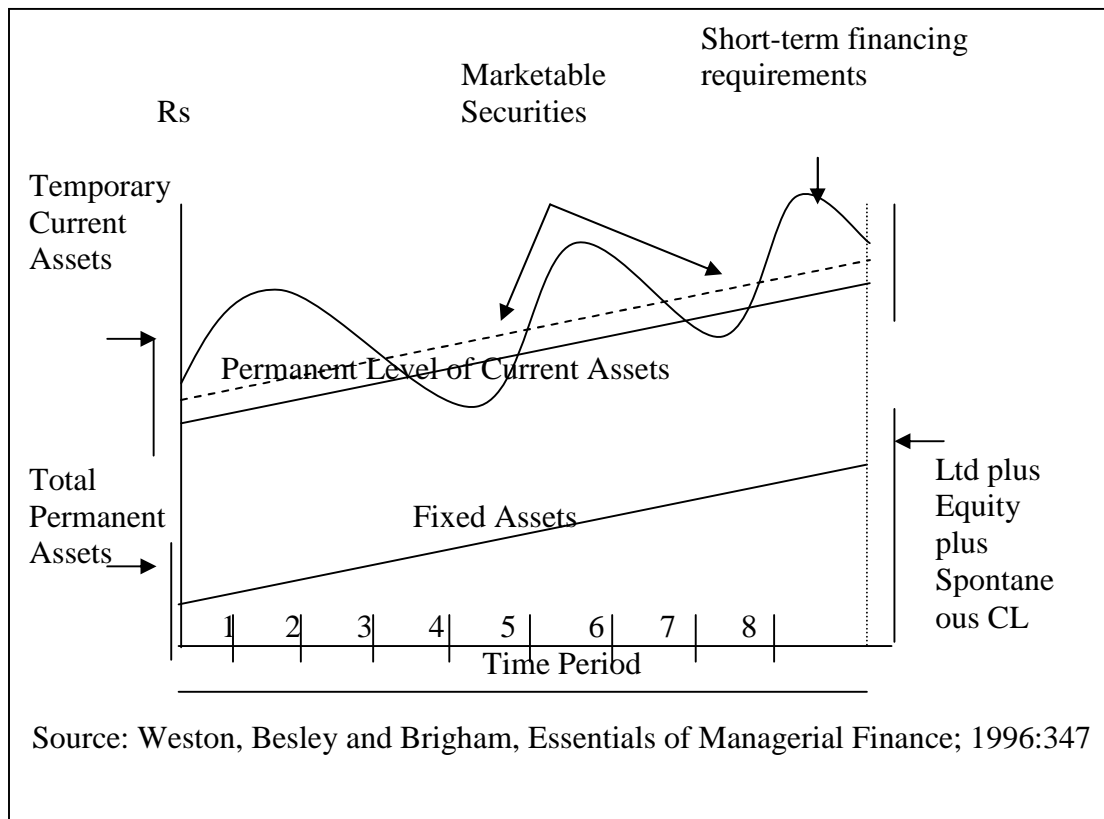 Short-term financing
requirements
Marketable
Securities
Rs
Temporary
Current
Assets
Permanent Level of Current Assets
Total
Permanent
Assets
Fixed Assets
Ltd plus
Equity
plus
Spontane
ous CL
1 2 3 4 5 6 7 8
Time Period
Source: Weston, Besley and Brigham, Essentials of Managerial Finance; 1996:347